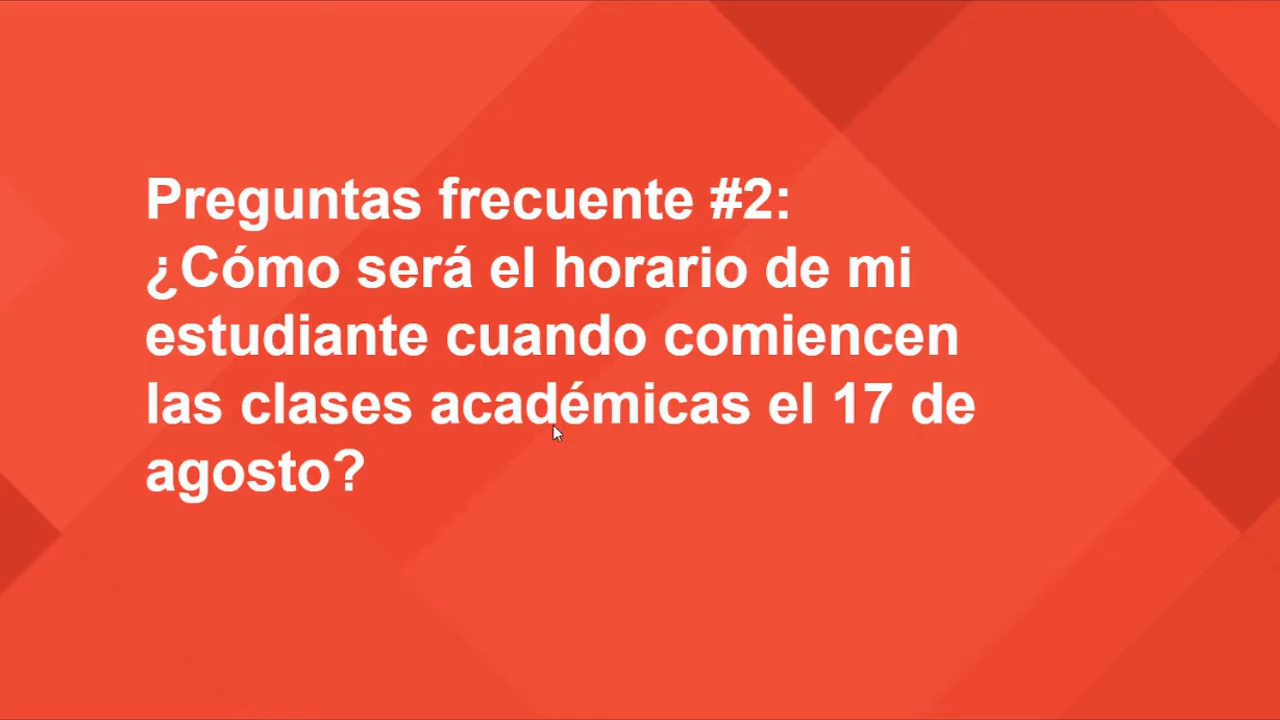 Preguntas frecuente #2:
¿Cómo será el horario de mi
estudiante cuando comiencen
las clases académicas el 17 de
agosto?